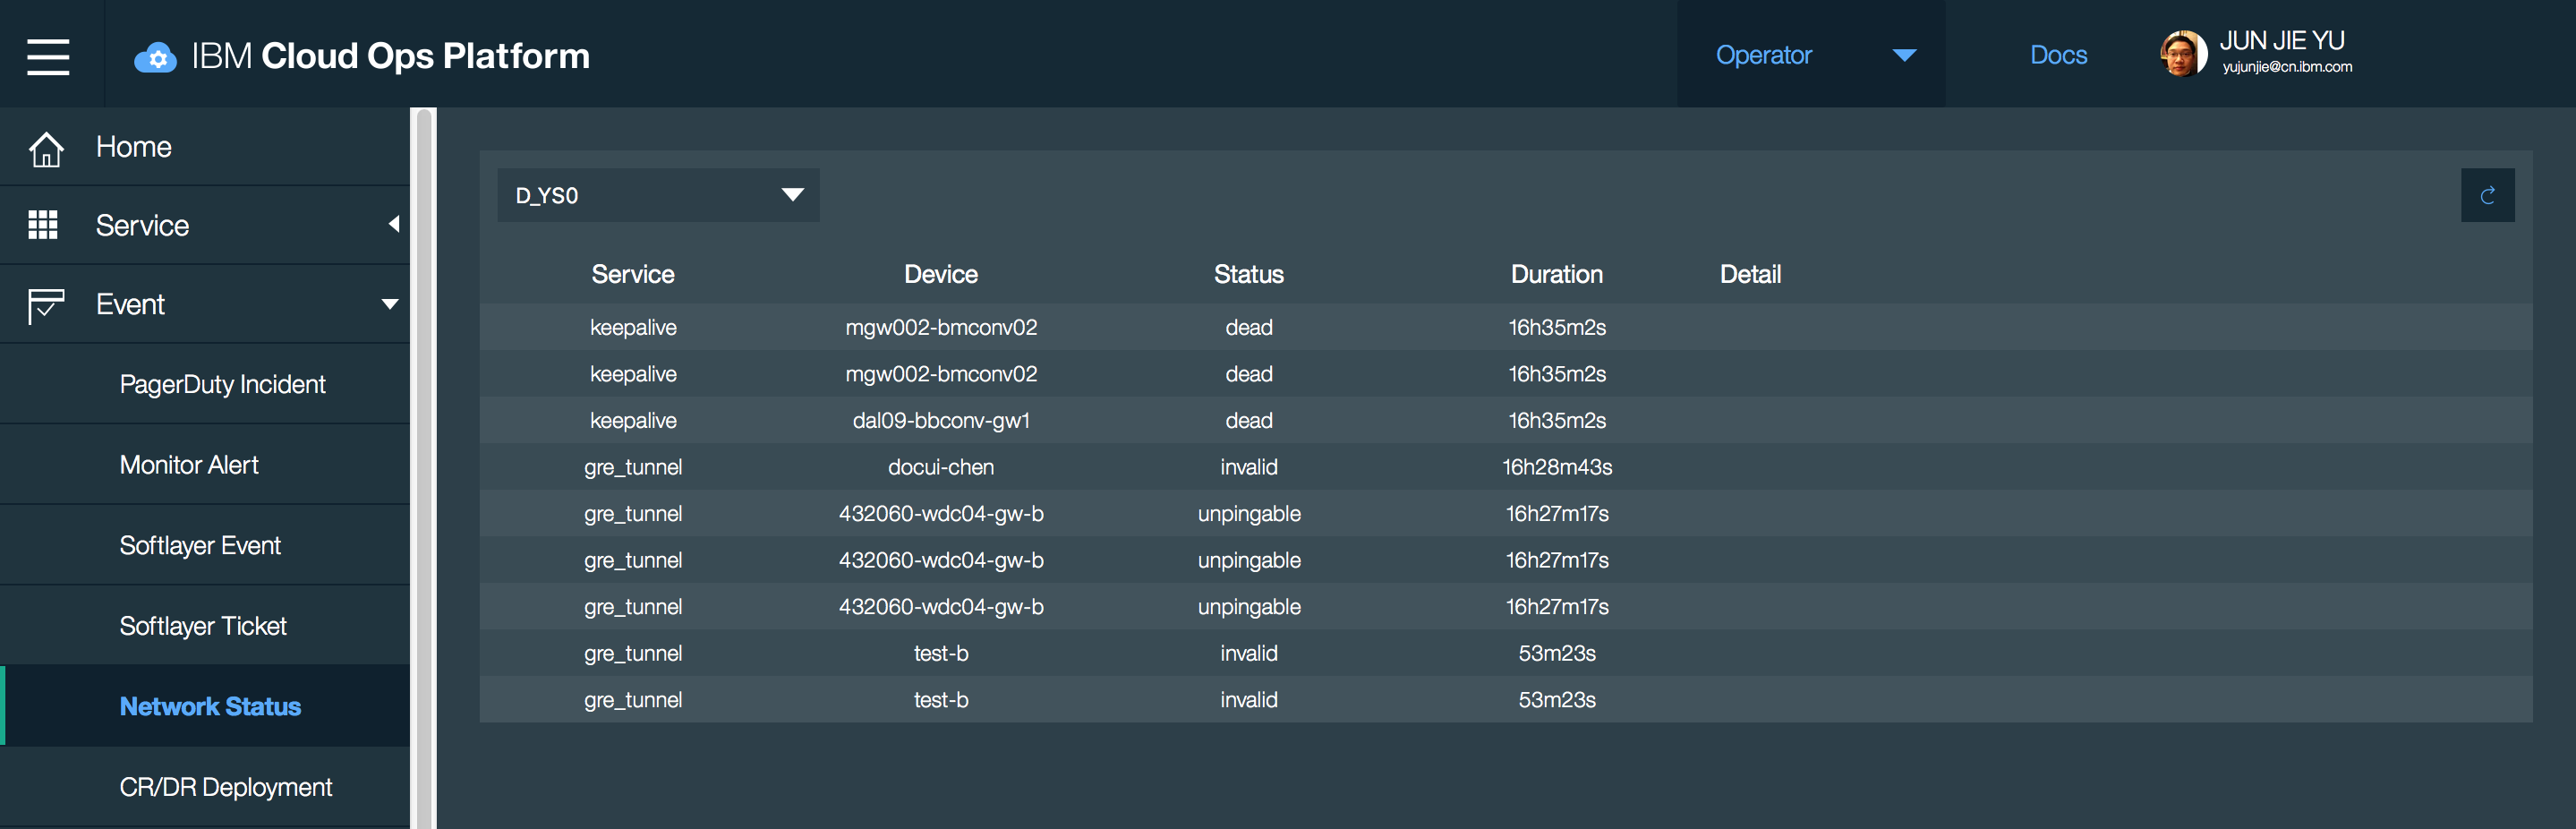 IBM Cloud Ops Platform
Operator
Docs
JUN JIE YU
yujunjie@cn.ibm.com
Home
Service
Event
PagerDuty Incident
Monitor Alert
Softlayer Event
Softlayer Ticket
Network Status
CR/DR Deployment
D_YS0
Service Device Status Duration Detail
keepalive mgw002-bmconv02 dead 16h35m2s
keepalive mgw002-bmconv02 dead 16h35m2s
keepalive dal09-bbconv-gw1 dead 16h35m2s
gre_tunnel docui-chen invalid 16h28m43s
gre_tunnel 432060-wdc04-gw-b unpingable 16h27m17s
gre_tunnel 432060-wdc04-gw-b unpingable 16h27m17s
gre_tunnel 432060-wdc04-gw-b unpingable 16h27m17s
gre_tunnel test-b invalid 53m23s
gre_tunnel test-b invalid 53m23s